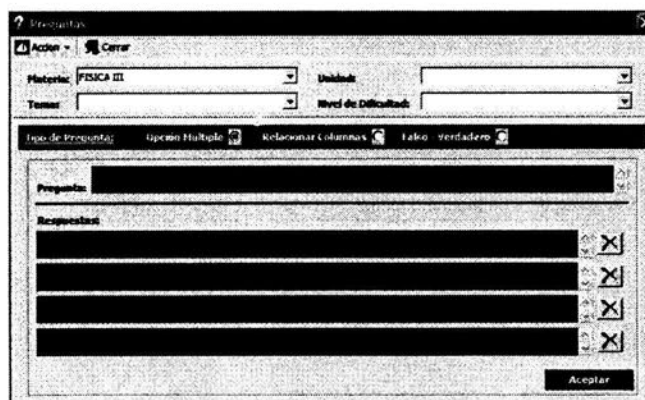 ? Preguntas
Accion Cerrar
Materia: FISICA III Unidad:
Tema: Nivel de Dificultad:
Tipo de Pregunta: Opción Multiple Relacionar Columnas Falso - Verdadero
Pregunta:
Respuestas:
Aceptar